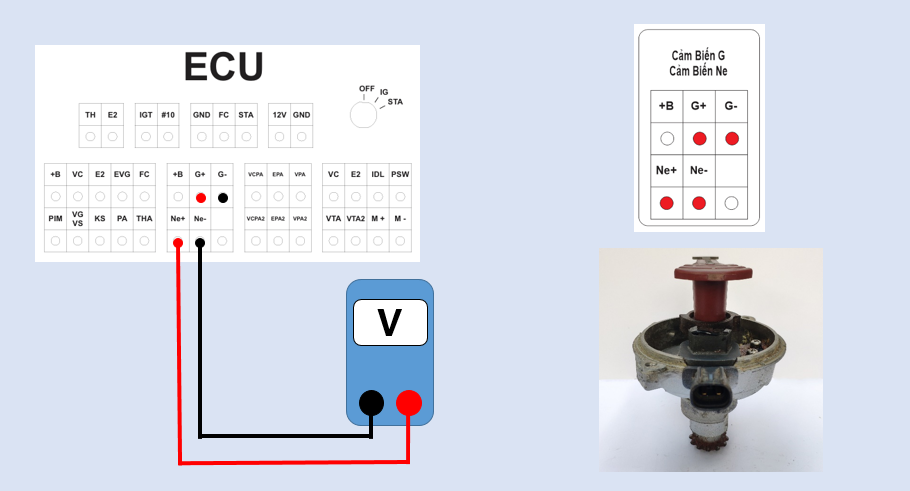 ECU
OFF
IG
STA
TH E2 IGT #10 GND FC STA 12V GND
+B VC E2 EVG FC +B G+ G- VCPA EPA VPA VC E2 IDL PSW
PIM VG VS KS PA THA Ne+ Ne- VCPA2 EPA2 VPA2 VTA VTA2 M + M -
V
Cảm Biến G
Cảm Biến Ne
+B G+ G-
Ne+ Ne-